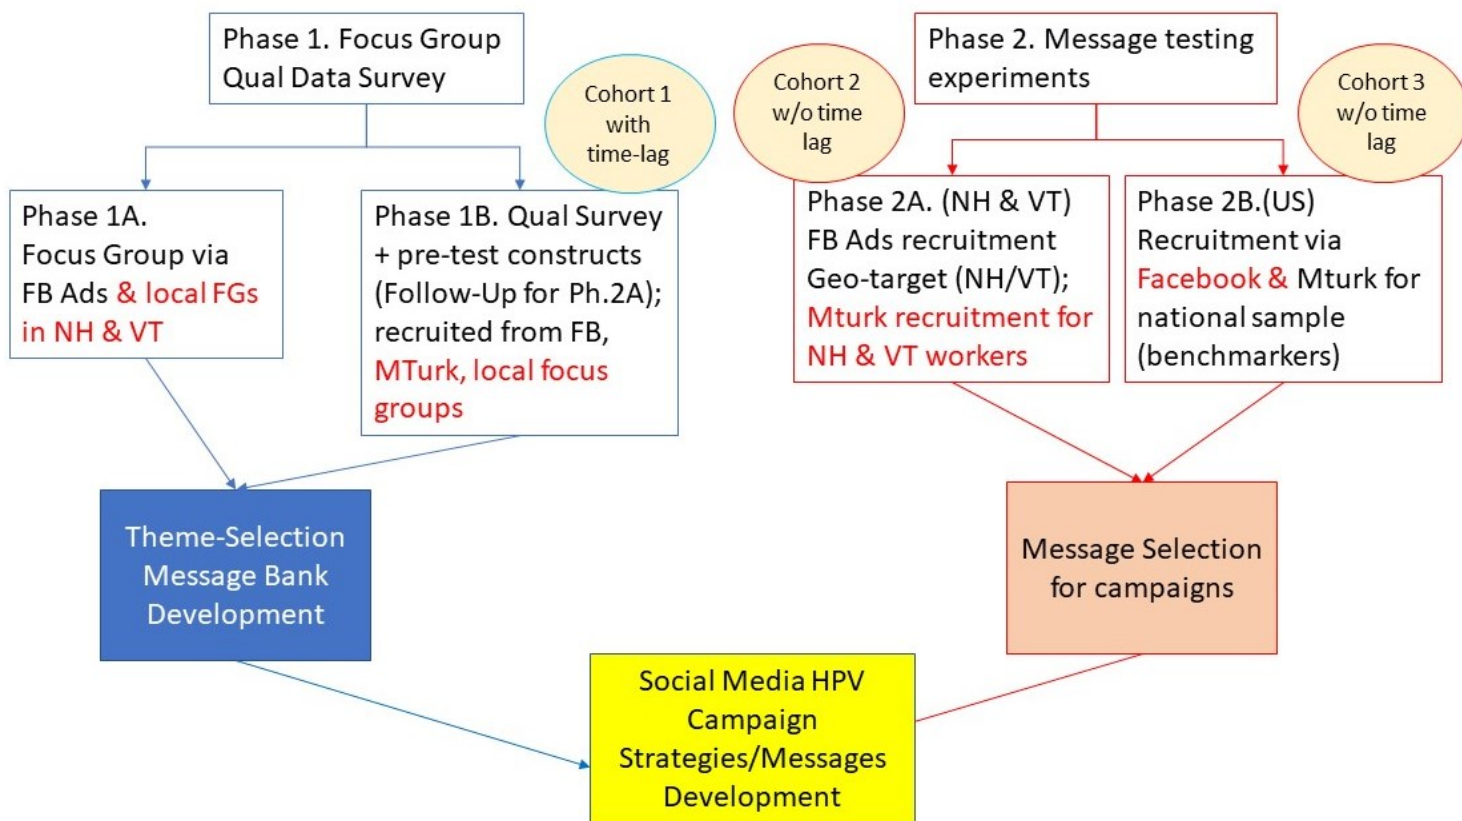 Phase 1. Focus Group
Qual Data Survey
Cohort 1
with
time-lag
Cohort 2
w/o time
lag
Phase 2. Message testing
experiments
Cohort 3
w/o time
lag
Phase 1A.
Focus Group via
FB Ads & local FGs
in NH & VT
Phase 1B. Qual Survey
+ pre-test constructs
(Follow-Up for Ph.2A);
recruited from FB,
MTurk, local focus
groups
Phase 2A. (NH & VT)
FB Ads recruitment
Geo-target (NH/VT);
Mturk recruitment for
NH & VT workers
Phase 2B.(US)
Recruitment via
Facebook & Mturk for
national sample
(benchmarkers)
Theme-Selection
Message Bank
Development
Message Selection
for campaigns
Social Media HPV
Campaign
Strategies/Messages
Development